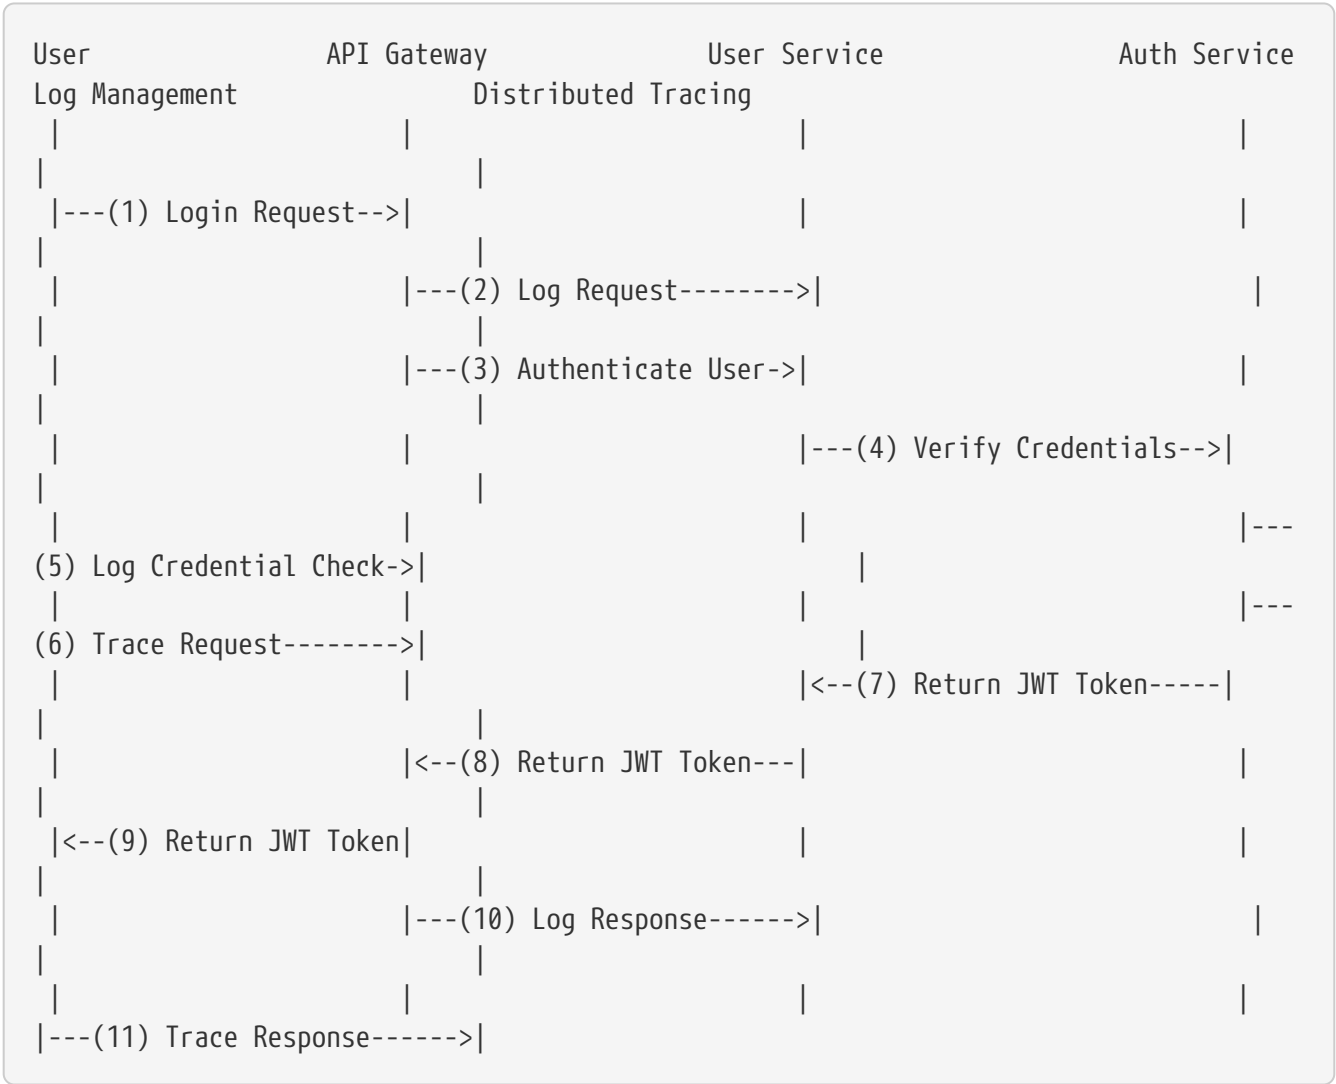 User                API Gateway               User Service                Auth Service
Log Management                Distributed Tracing
 |                       |                          |                             |
|                             |
 |---(1) Login Request-->|                          |                             |
|                             |
 |                       |---(2) Log Request-------->|                             |
|                             |
 |                       |---(3) Authenticate User->|                             |
|                             |
 |                       |                          |---(4) Verify Credentials-->|
|                             |
 |                       |                          |                             |---
(5) Log Credential Check->|                             |
 |                       |                          |                             |---
(6) Trace Request-------->|                             |
 |                       |                          |<--(7) Return JWT Token-----|
|                             |
 |                       |<--(8) Return JWT Token---|                             |
|                             |
 |<--(9) Return JWT Token|                          |                             |
|                             |
 |                       |---(10) Log Response------>|                             |
|                             |
 |                       |                          |                             |
|---(11) Trace Response------>|